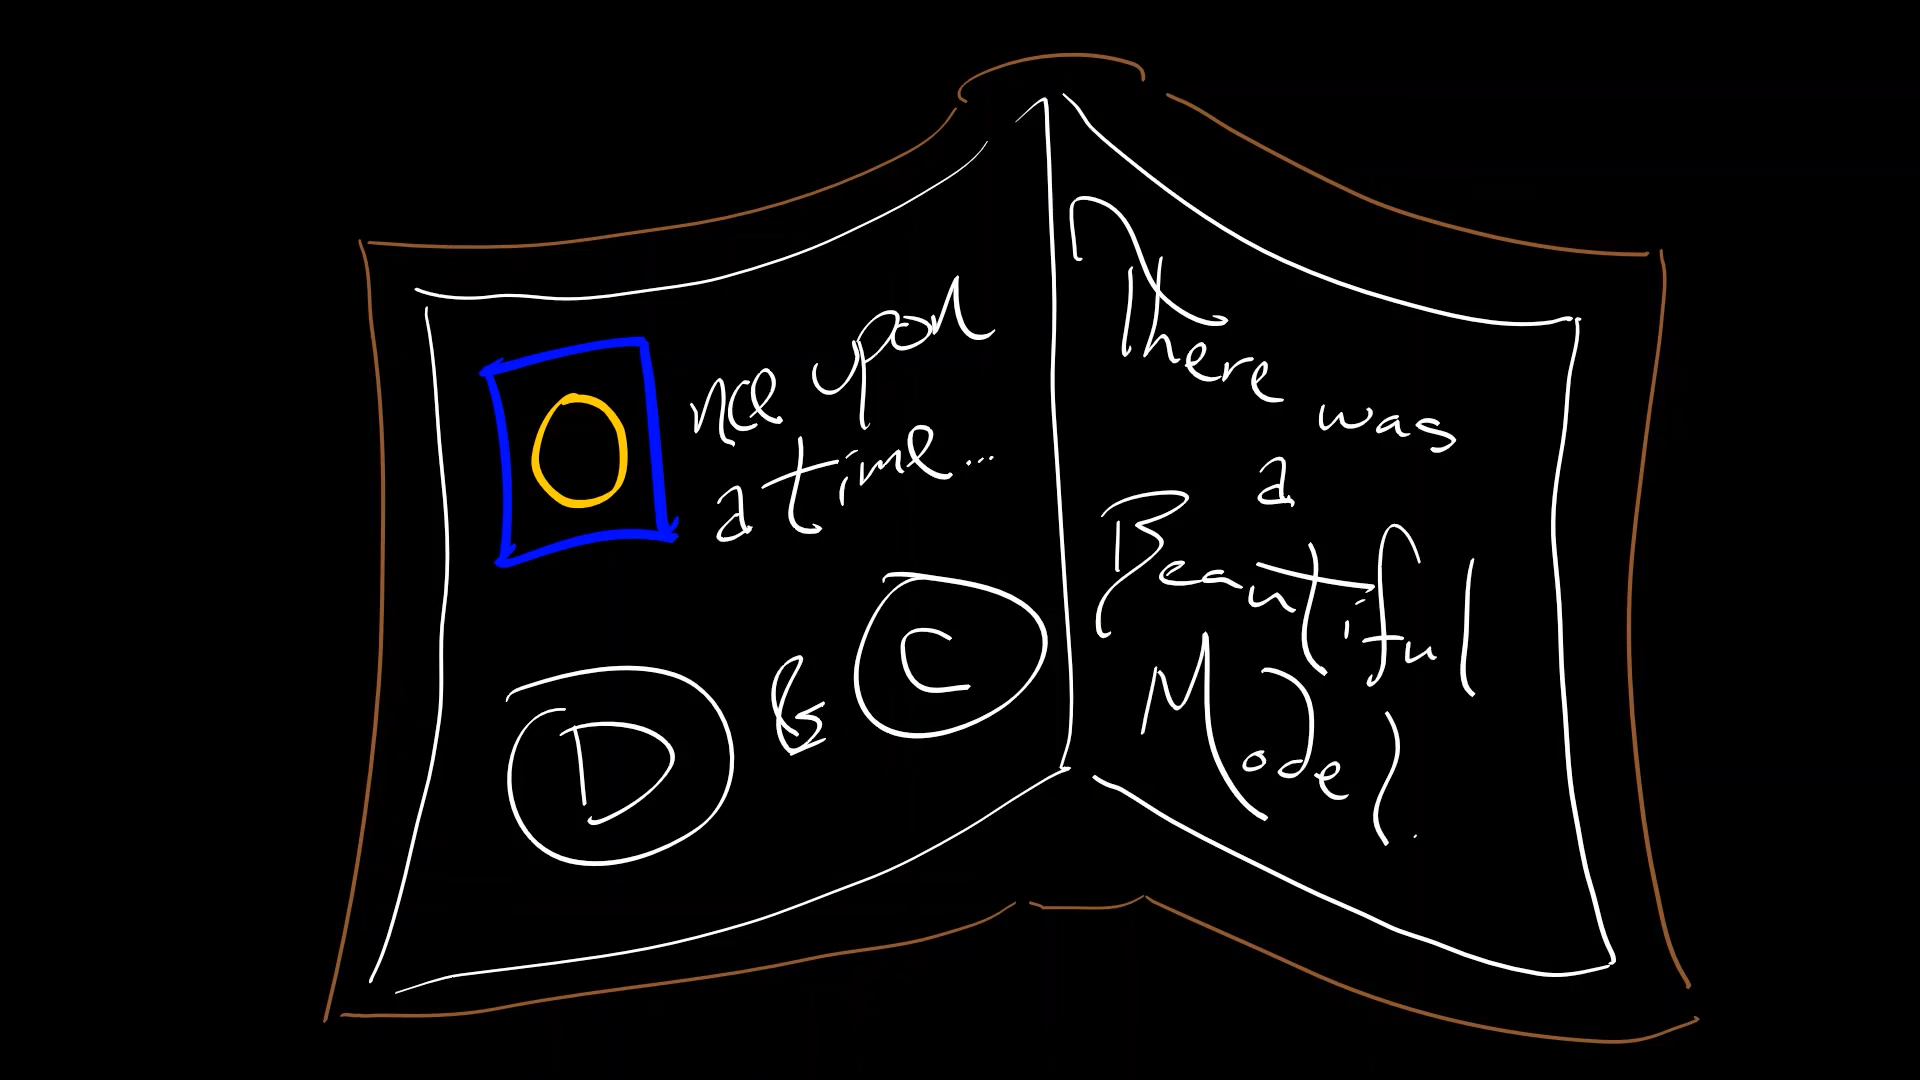 Once upon
a time...
D & C
There was
a
Beautiful
Model.